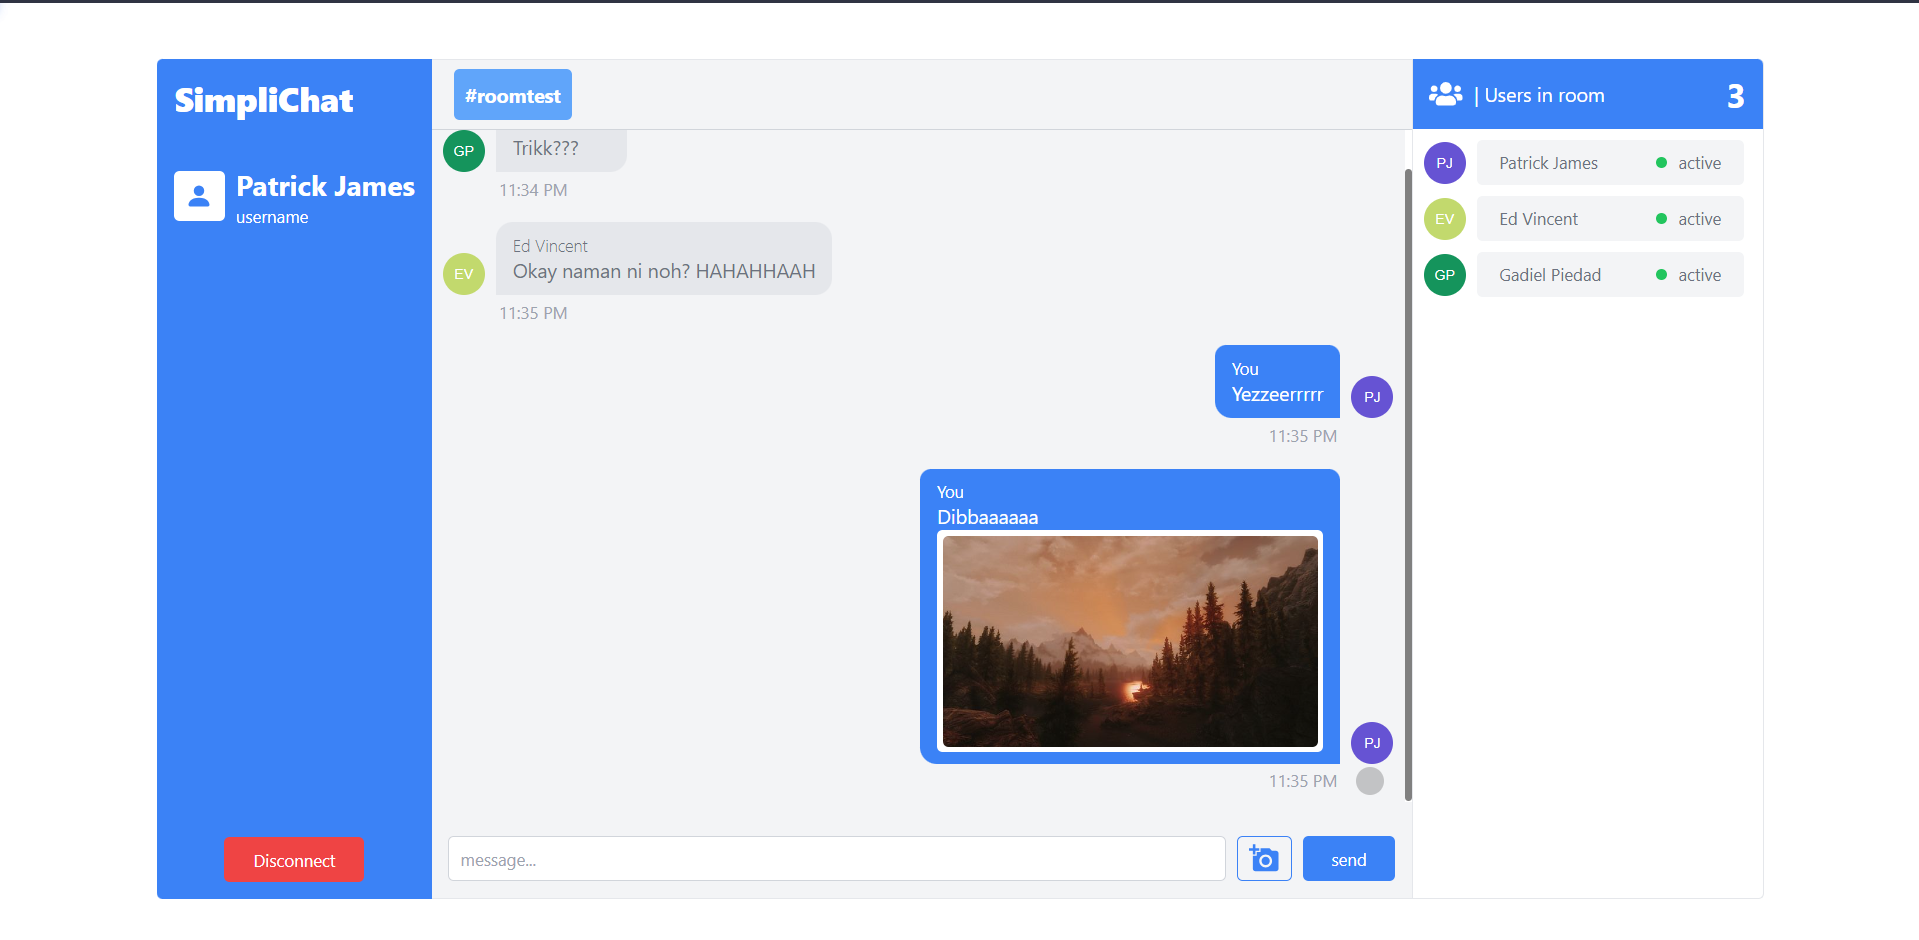 SimpliChat
Patrick James
username
Disconnect
#roomtest
GP
Trikk???
11:34 PM
Ed Vincent
EV
Okay naman ni noh? HAHAHHAAH
11:35 PM
You
Yezzeerrrrr
PJ
11:35 PM
You
Dibbaaaaaa
PJ
11:35 PM
message...
send
| Users in room
3
PJ
Patrick James
active
EV
Ed Vincent
active
GP
Gadiel Piedad
active